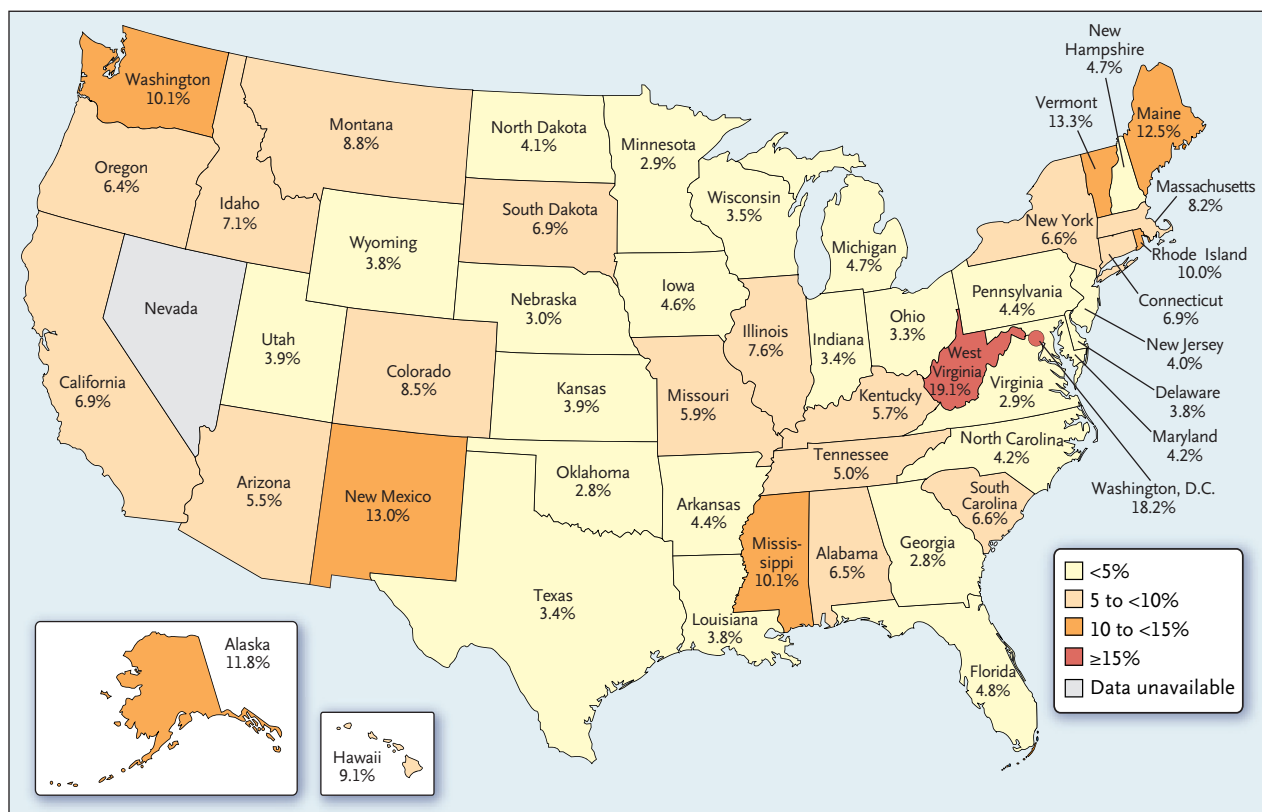 New
Hampshire
4.7%
Washington
10.1%
Vermont
13.3%
Maine
12.5%
Montana
8.8%
North Dakota
4.1%
Minnesota
2.9%
Oregon
6.4%
Idaho
7.1%
Wisconsin
3.5%
Massachusetts
8.2%
South Dakota
6.9%
New York
6.6%
Wyoming
3.8%
Michigan
4.7%
Rhode Island
10.0%
Nevada
Nebraska
3.0%
Iowa
4.6%
Pennsylvania
4.4%
Connecticut
6.9%
Utah
3.9%
Illinois
7.6%
Indiana
3.4%
Ohio
3.3%
New Jersey
4.0%
California
6.9%
Colorado
8.5%
Kansas
3.9%
Missouri
5.9%
West
Virginia
19.1%
Kentucky
5.7%
Virginia
2.9%
Delaware
3.8%
Maryland
4.2%
North Carolina
4.2%
Tennessee
5.0%
Arizona
5.5%
New Mexico
13.0%
Oklahoma
2.8%
Arkansas
4.4%
South
Carolina
6.6%
Washington, D.C.
18.2%
Missis-
sippi
10.1%
Alabama
6.5%
Georgia
2.8%
Texas
3.4%
Louisiana
3.8%
Florida
4.8%
Alaska
11.8%
Hawaii
9.1%
<5%
5 to <10%
10 to <15%
≥15%
Data unavailable